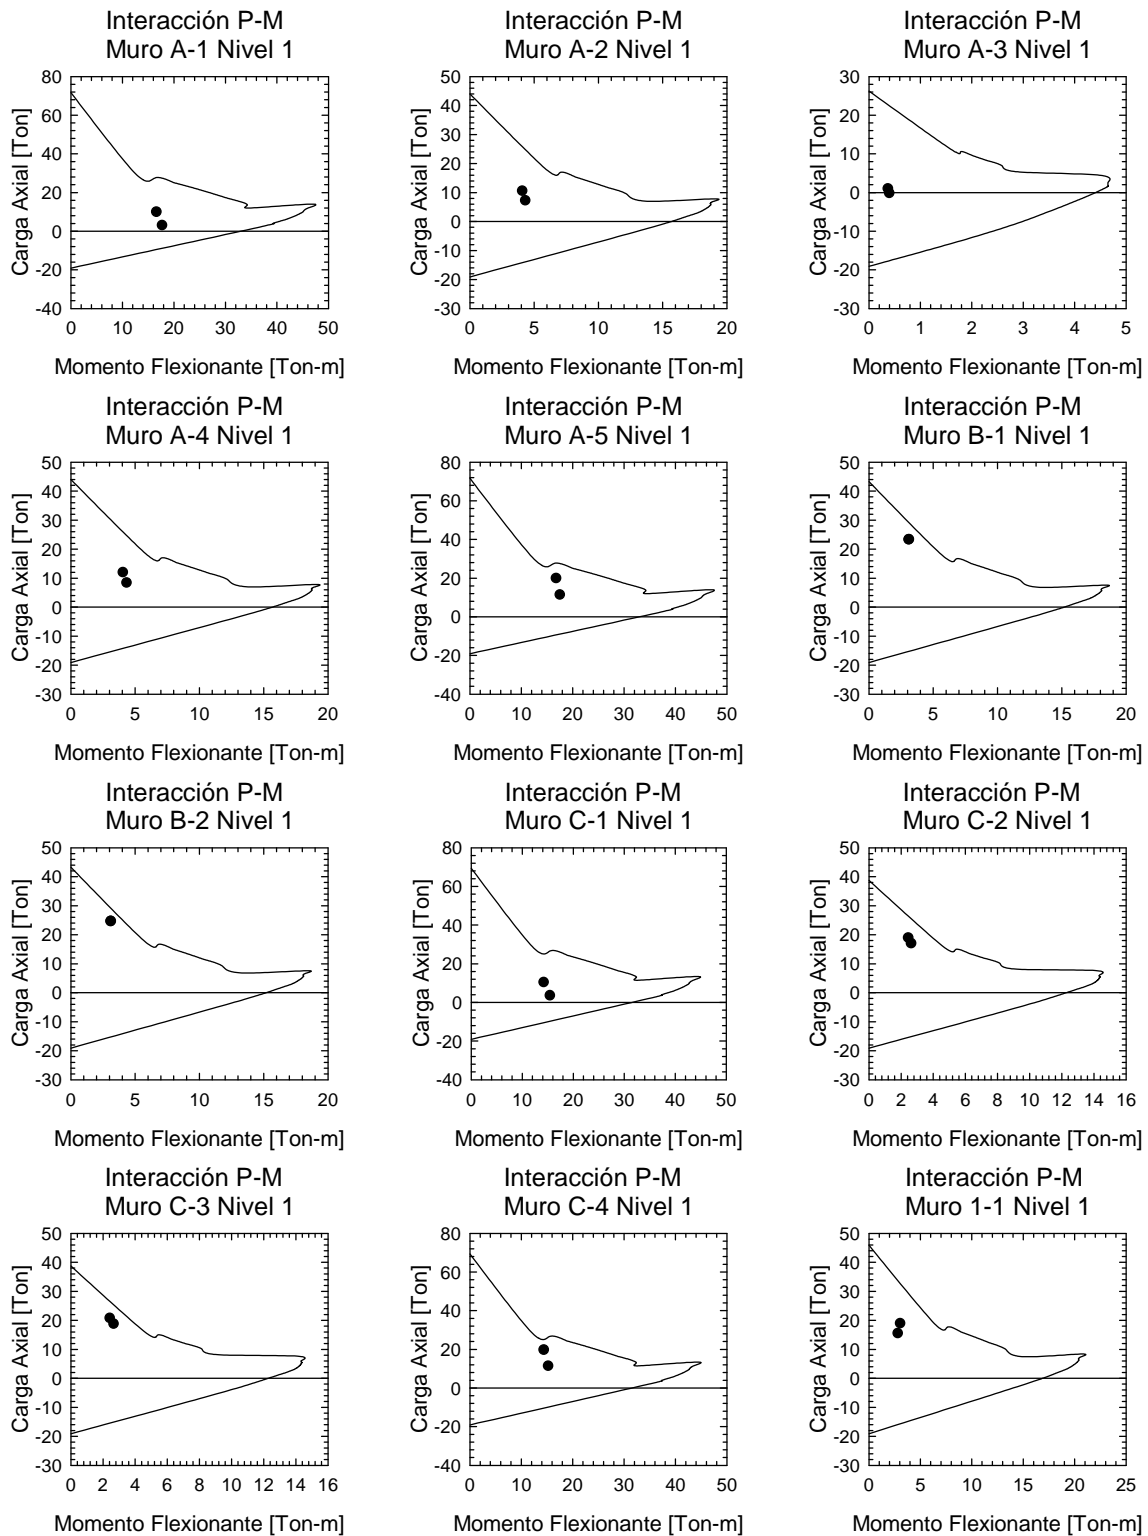 Interacción P-M
Muro A-1 Nivel 1
Carga Axial [Ton]
80
60
40
20
0
-20
-40
0 10 20 30 40 50
Momento Flexionante [Ton-m]
Interacción P-M
Muro A-2 Nivel 1
Carga Axial [Ton]
50
40
30
20
10
0
-10
-20
-30
0 5 10 15 20
Momento Flexionante [Ton-m]
Interacción P-M
Muro A-3 Nivel 1
Carga Axial [Ton]
30
20
10
0
-10
-20
-30
0 1 2 3 4 5
Momento Flexionante [Ton-m]
Interacción P-M
Muro A-4 Nivel 1
Carga Axial [Ton]
50
40
30
20
10
0
-10
-20
-30
0 5 10 15 20
Momento Flexionante [Ton-m]
Interacción P-M
Muro A-5 Nivel 1
Carga Axial [Ton]
80
60
40
20
0
-20
-40
0 10 20 30 40 50
Momento Flexionante [Ton-m]
Interacción P-M
Muro B-1 Nivel 1
Carga Axial [Ton]
50
40
30
20
10
0
-10
-20
-30
0 5 10 15 20
Momento Flexionante [Ton-m]
Interacción P-M
Muro B-2 Nivel 1
Carga Axial [Ton]
50
40
30
20
10
0
-10
-20
-30
0 5 10 15 20
Momento Flexionante [Ton-m]
Interacción P-M
Muro C-1 Nivel 1
Carga Axial [Ton]
80
60
40
20
0
-20
-40
0 10 20 30 40 50
Momento Flexionante [Ton-m]
Interacción P-M
Muro C-2 Nivel 1
Carga Axial [Ton]
50
40
30
20
10
0
-10
-20
-30
0 2 4 6 8 10 12 14 16
Momento Flexionante [Ton-m]
Interacción P-M
Muro C-3 Nivel 1
Carga Axial [Ton]
50
40
30
20
10
0
-10
-20
-30
0 2 4 6 8 10 12 14 16
Momento Flexionante [Ton-m]
Interacción P-M
Muro C-4 Nivel 1
Carga Axial [Ton]
80
60
40
20
0
-20
-40
0 10 20 30 40 50
Momento Flexionante [Ton-m]
Interacción P-M
Muro 1-1 Nivel 1
Carga Axial [Ton]
50
40
30
20
10
0
-10
-20
-30
0 5 10 15 20 25
Momento Flexionante [Ton-m]